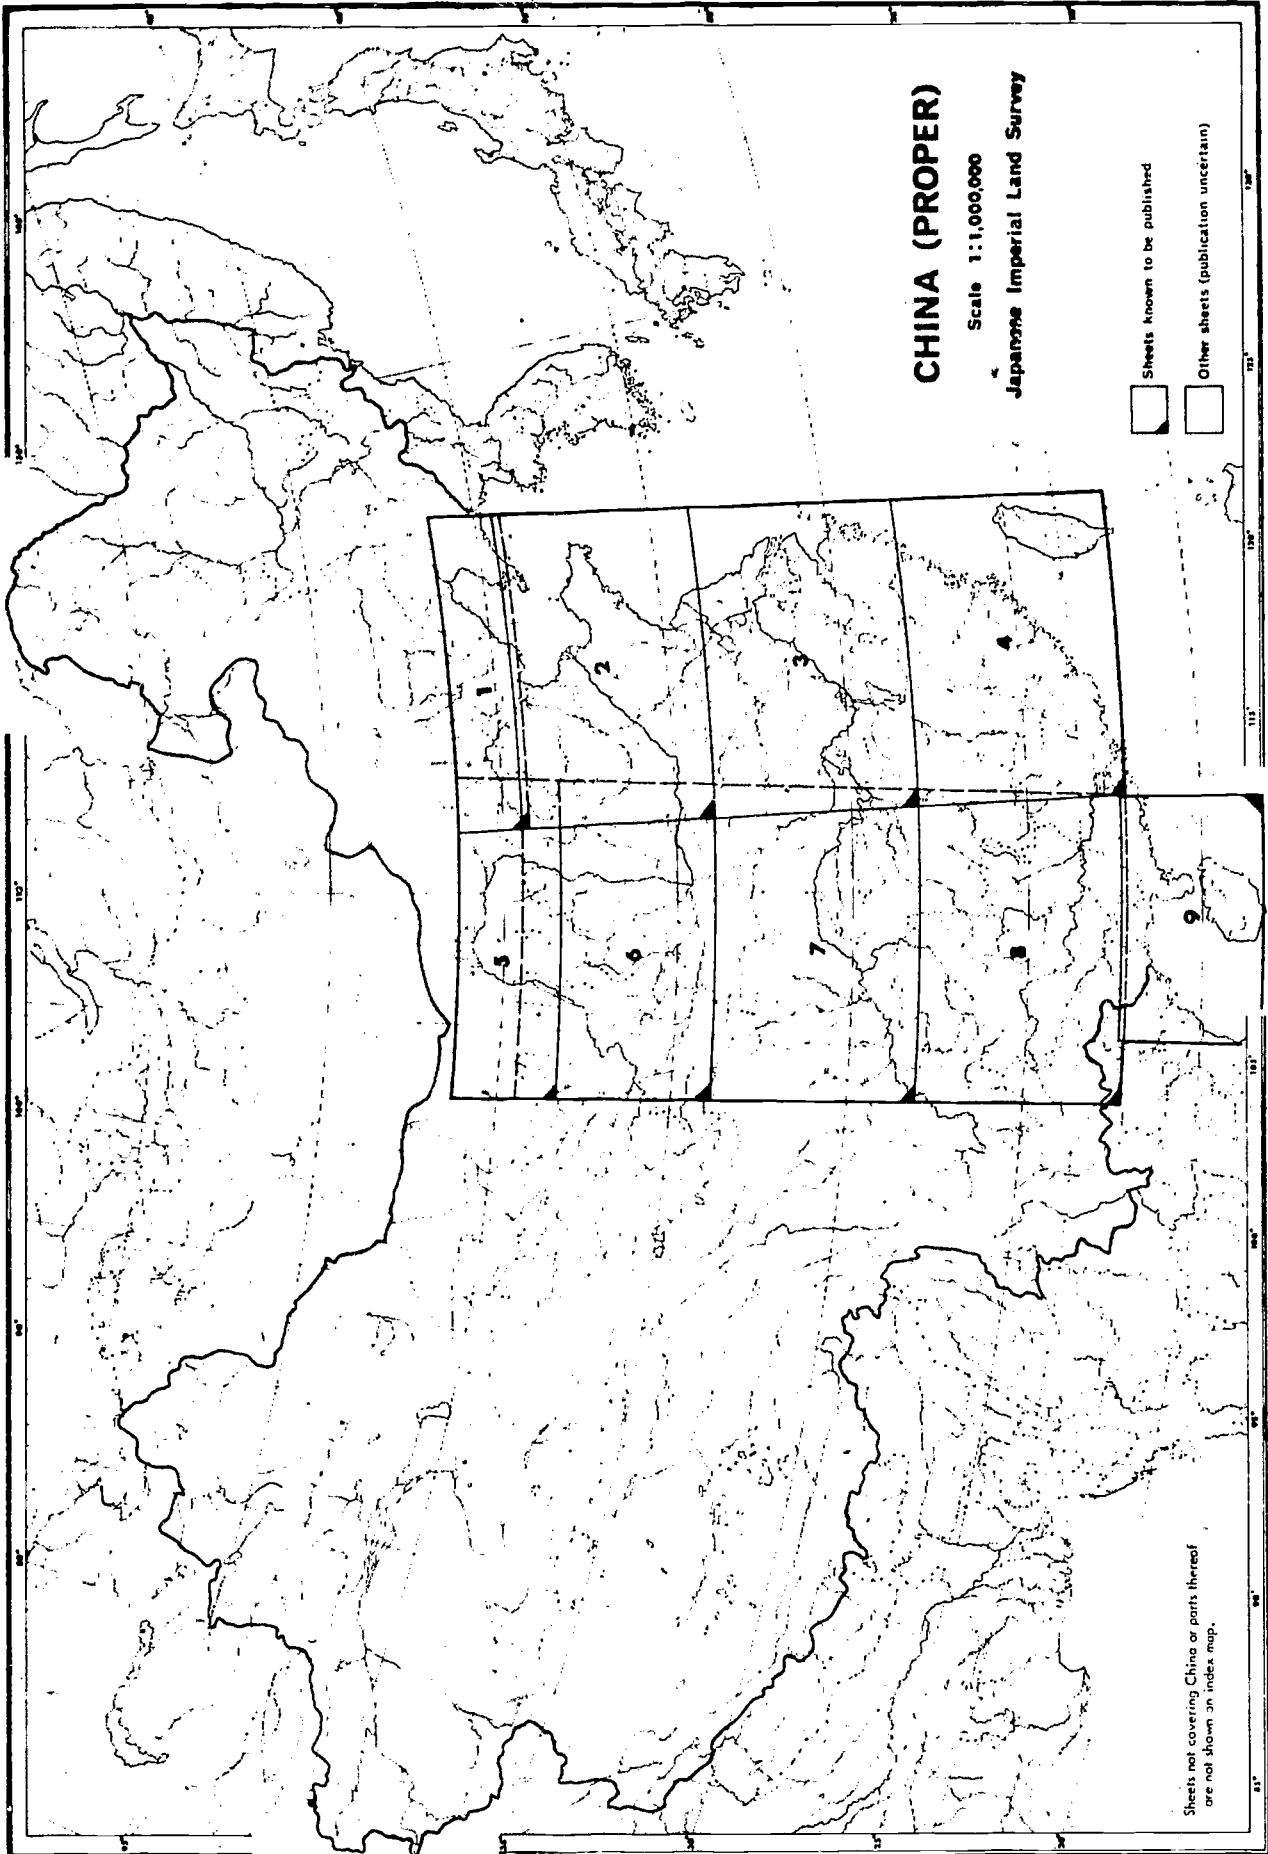 CHINA (PROPER)
Scale 1:1,000,000
Japanese Imperial Land Survey
Sheets known to be published
Other sheets (publication uncertain)
1
2
3
4
5
6
7
8
9
Sheets not covering China or parts thereof
are not shown on index map.